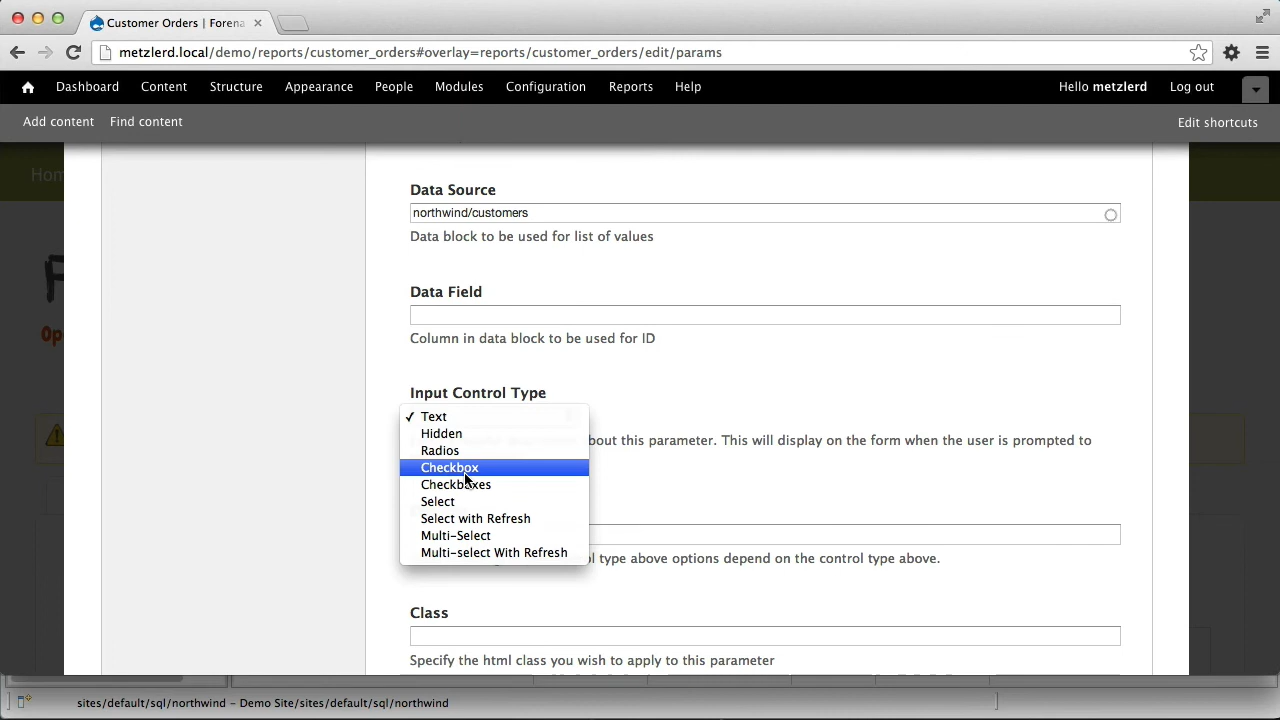 Customer Orders | Forena
metzlerd.local/demo/reports/customer_orders#overlay=reports/customer_orders/edit/params
Dashboard Content Structure Appearance People Modules Configuration Reports Help Hello metzlerd Log out
Add content Find content Edit shortcuts
Hom
Data Source
northwind/customers
Data block to be used for list of values
Data Field
Op
Column in data block to be used for ID
Input Control Type
✓ Text
Hidden
bout this parameter. This will display on the form when the user is prompted to
Radios
Checkbox
Checkboxes
Select
Select with Refresh
Multi-Select
Multi-select With Refresh
ol type above options depend on the control type above.
Class
Specify the html class you wish to apply to this parameter
sites/default/sql/northwind - Demo Site/sites/default/sql/northwind